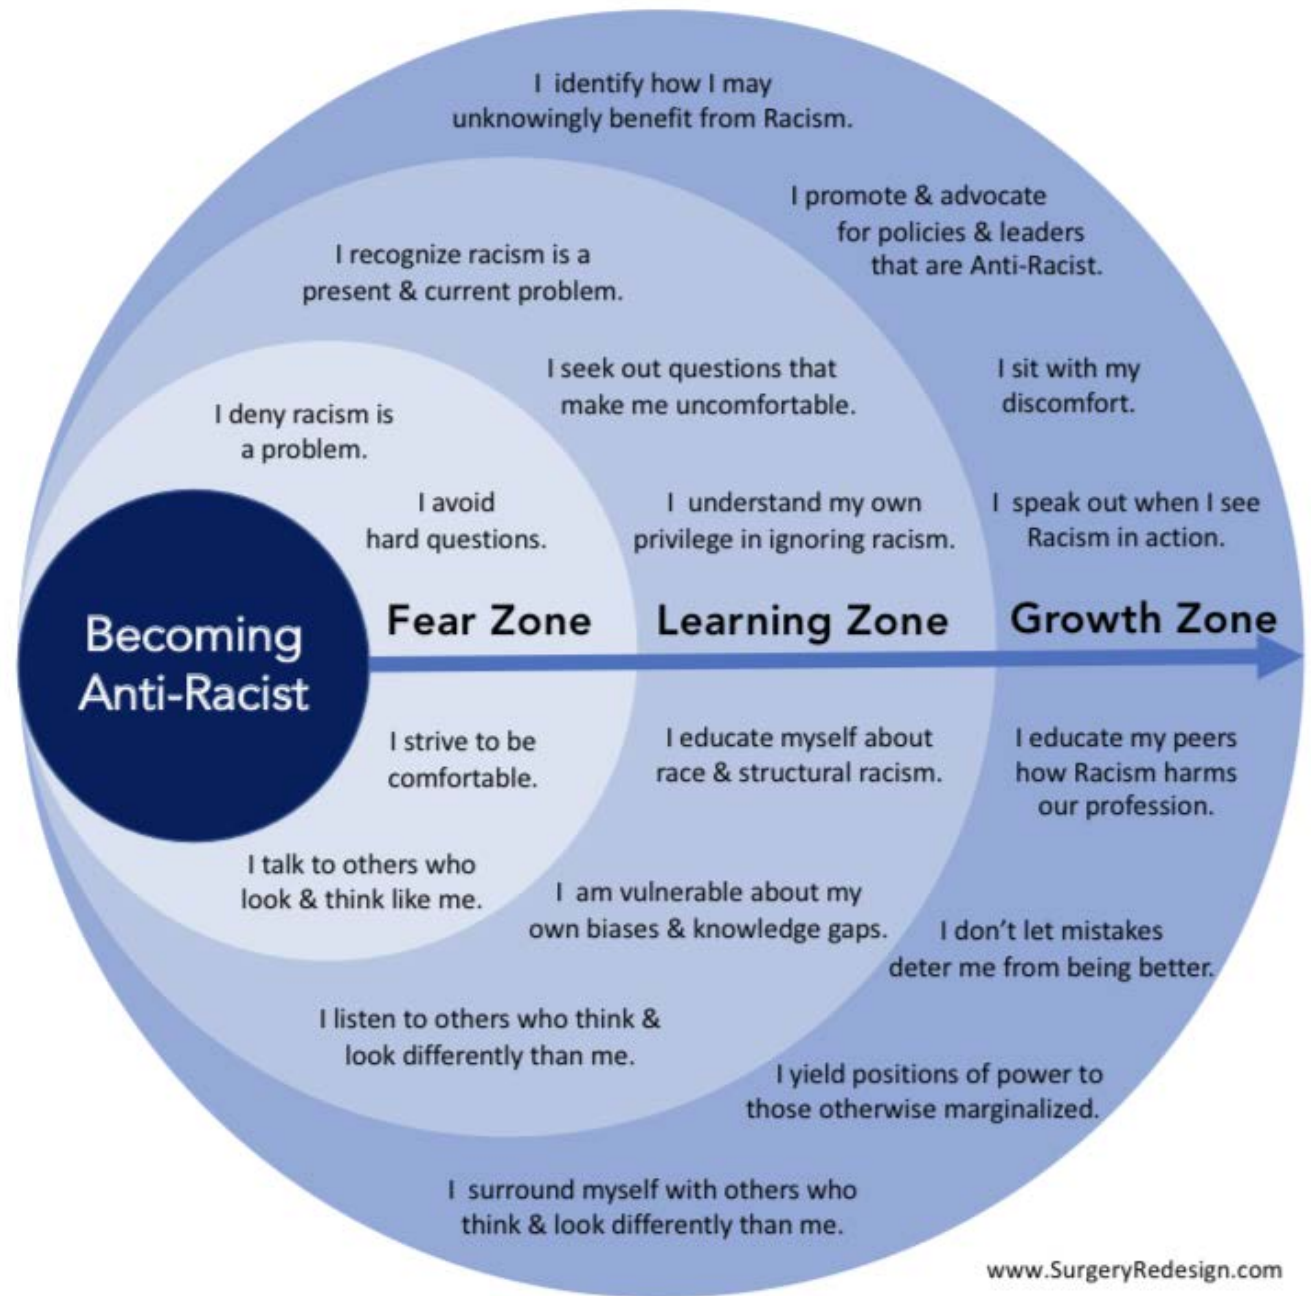 I identify how I may
unknowingly benefit from Racism.
I promote & advocate
for policies & leaders
that are Anti-Racist.
I recognize racism is a
present & current problem.
I seek out questions that
make me uncomfortable.
I sit with my
discomfort.
I deny racism is
a problem.
I avoid
hard questions.
I understand my own
privilege in ignoring racism.
I speak out when I see
Racism in action.
Becoming
Anti-Racist
Fear Zone
Learning Zone
Growth Zone
I strive to be
comfortable.
I educate myself about
race & structural racism.
I educate my peers
how Racism harms
our profession.
I talk to others who
look & think like me.
I am vulnerable about my
own biases & knowledge gaps.
I don’t let mistakes
deter me from being better.
I listen to others who think &
look differently than me.
I yield positions of power to
those otherwise marginalized.
I surround myself with others who
think & look differently than me.
www.SurgeryRedesign.com